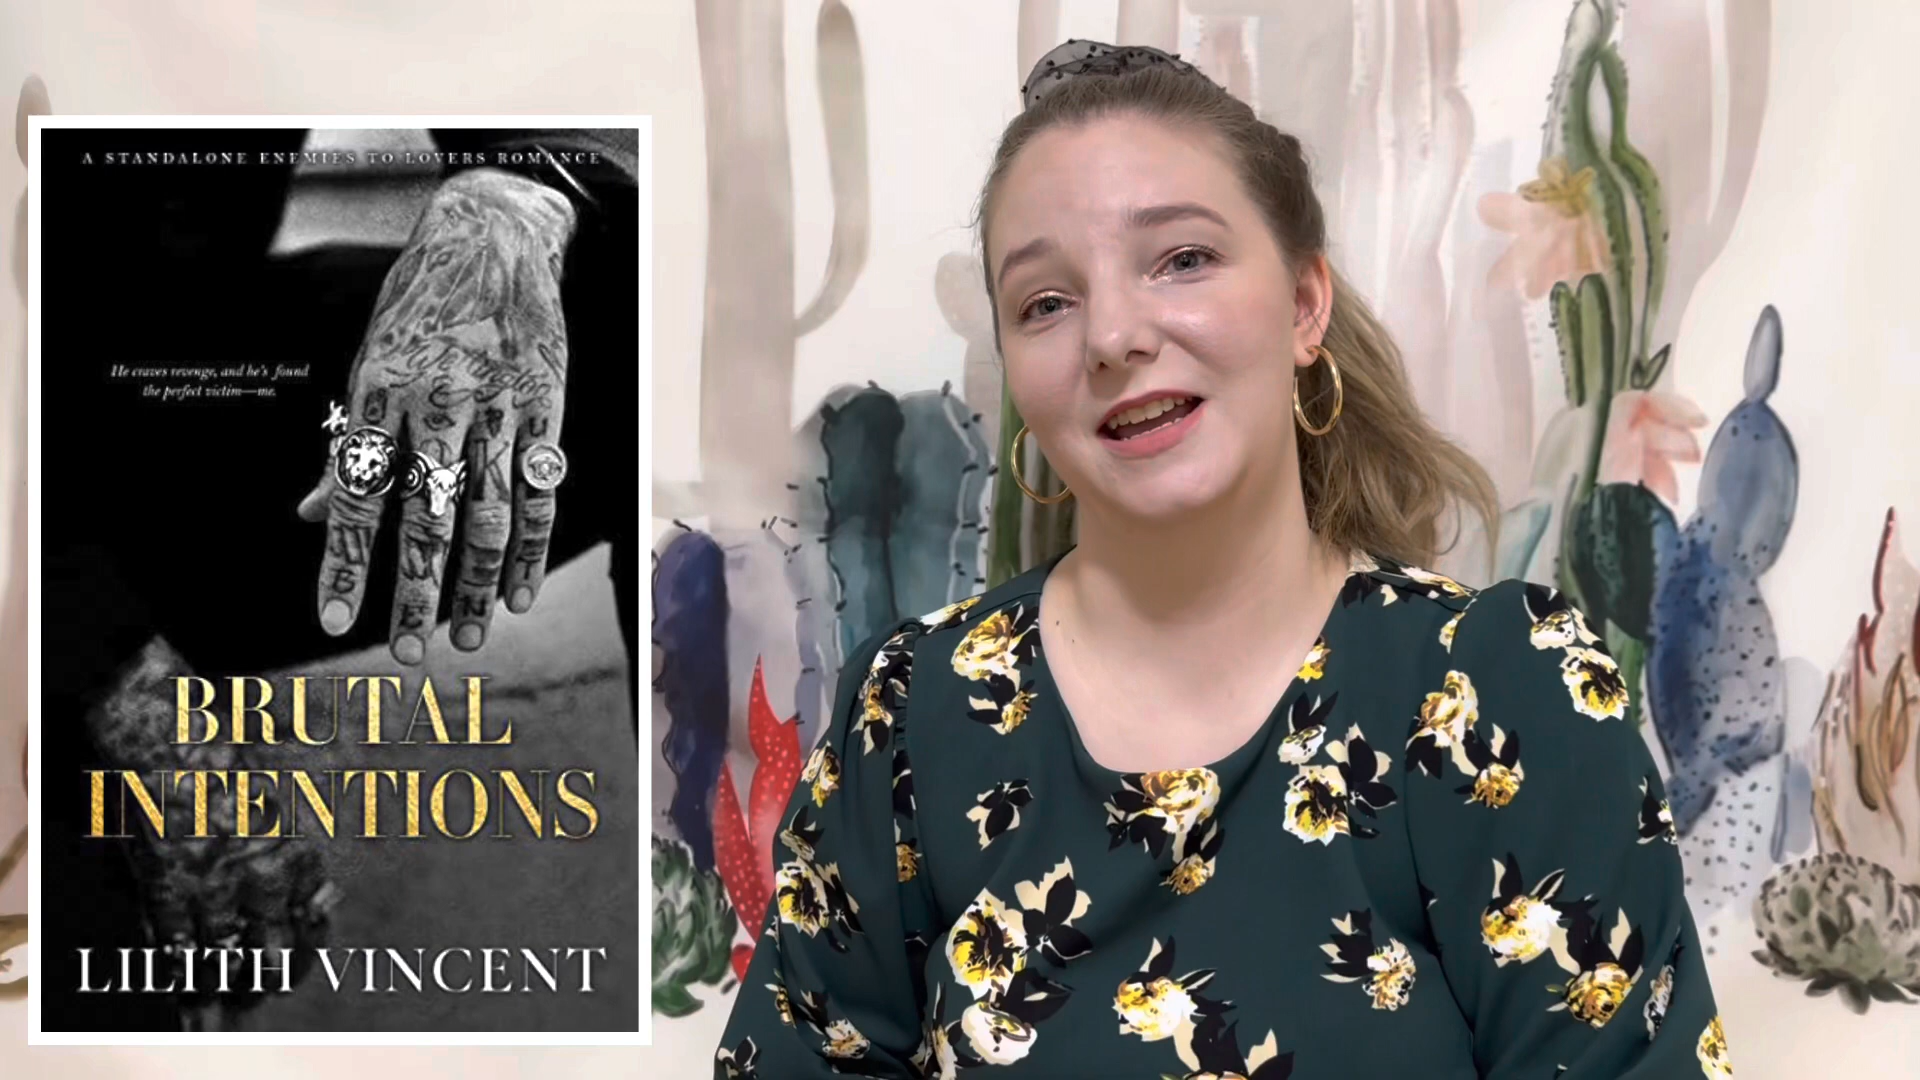 A STANDALONE ENEMIES TO LOVERS ROMANCE
He craves revenge, and he's found
the perfect victim—me.
BRUTAL
INTENTIONS
LILITH VINCENT